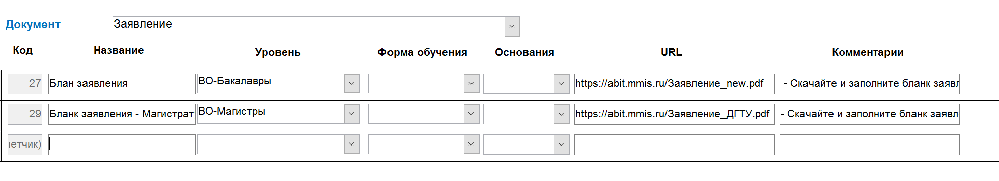 Документ Заявление
Код Название Уровень Форма обучения Основания URL Комментарии
27 Блан заявления ВО-Бакалавры https://abit.mmis.ru/Заявление_new.pdf - Скачайте и заполните бланк заявл
29 Бланк заявления - Магистрат ВО-Магистры https://abit.mmis.ru/Заявление_ДГТУ.pdf - Скачайте и заполните бланк заявл
четчик)